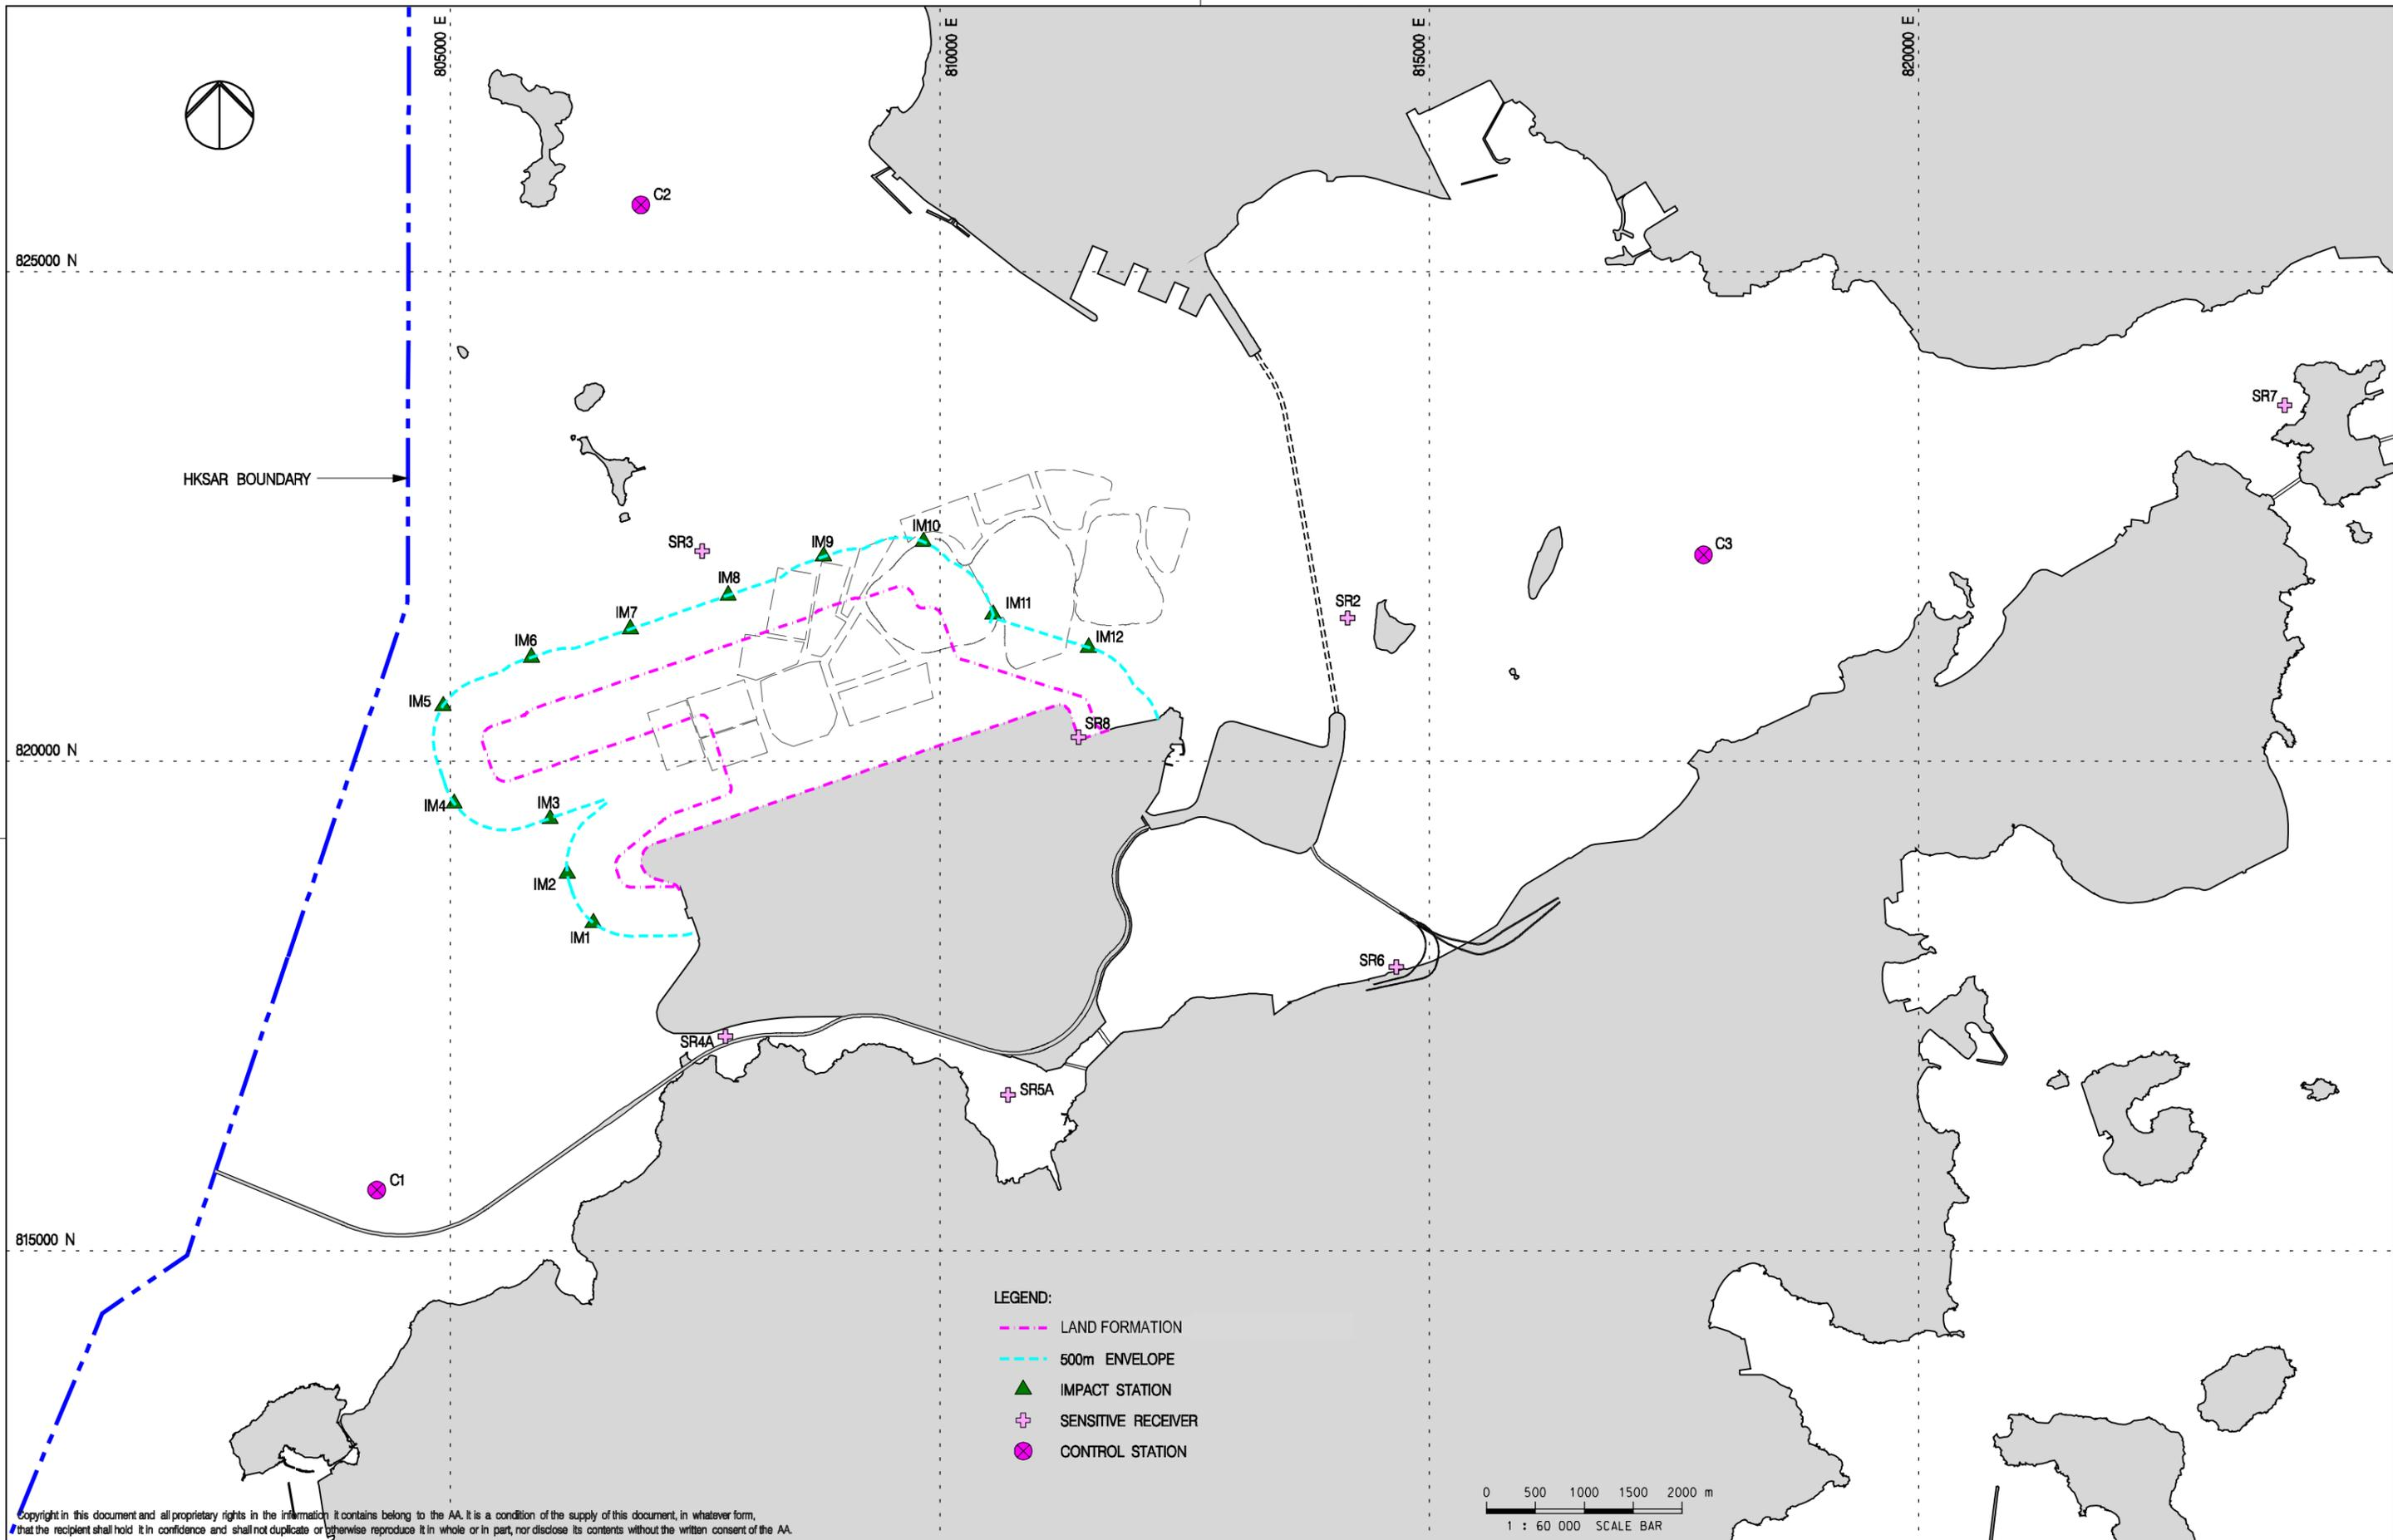 805000 E
810000 E
815000 E
820000 E
C2
825000 N
SR7
HKSAR BOUNDARY
IM10
SR3
IM9
C3
IM8
SR2
IM7
IM11
IM6
IM12
IM5
SR8
820000 N
IM4
IM3
IM2
IM1
SR6
SR4A
SR5A
C1
815000 N
LEGEND:
LAND FORMATION
500m ENVELOPE
IMPACT STATION
SENSITIVE RECEIVER
CONTROL STATION
0 500 1000 1500 2000 m
1 : 60 000 SCALE BAR
Copyright in this document and all proprietary rights in the information it contains belong to the AA. It is a condition of the supply of this document, in whatever form,
that the recipient shall hold it in confidence and shall not duplicate or otherwise reproduce it in whole or in part, nor disclose its contents without the written consent of the AA.